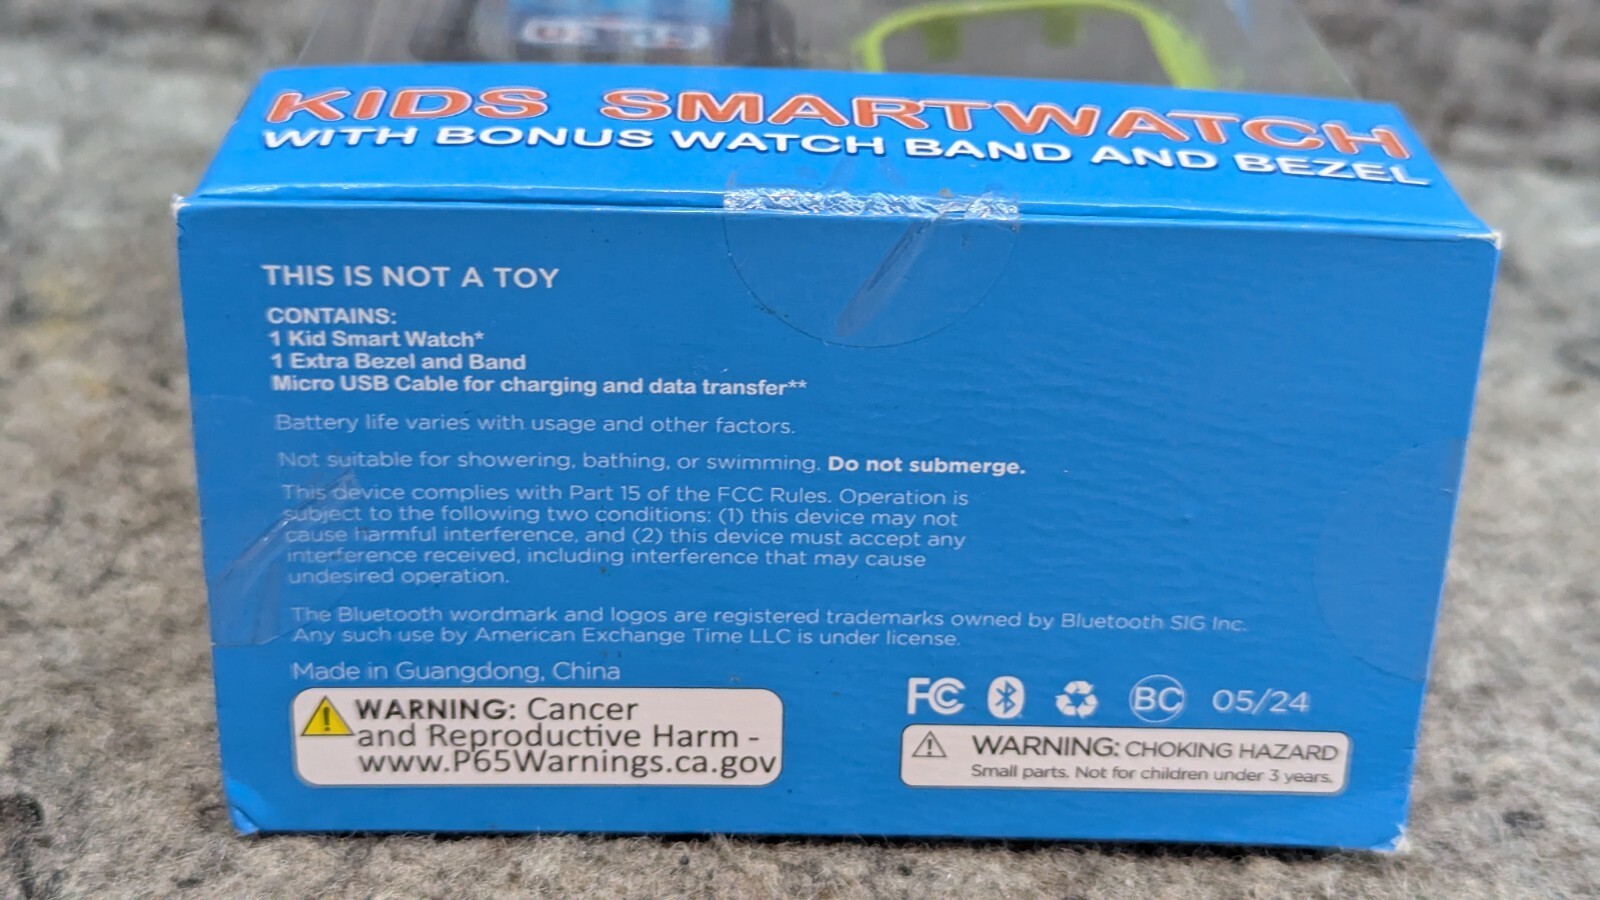 KIDS SMARTWATCH
WITH BONUS WATCH BAND AND BEZEL
THIS IS NOT A TOY
CONTAINS:
1 Kid Smart Watch*
1 Extra Bezel and Band
Micro USB Cable for charging and data transfer**
Battery life varies with usage and other factors.
Not suitable for showering, bathing, or swimming. Do not submerge.
This device complies with Part 15 of the FCC Rules. Operation is
subject to the following two conditions: (1) this device may not
cause harmful interference, and (2) this device must accept any
interference received, including interference that may cause
undesired operation.
The Bluetooth wordmark and logos are registered trademarks owned by Bluetooth SIG Inc.
Any such use by American Exchange Time LLC is under license.
Made in Guangdong, China
WARNING: Cancer
and Reproductive Harm -
www.P65Warnings.ca.gov
FC BC 05/24
WARNING: CHOKING HAZARD
Small parts. Not for children under 3 years.